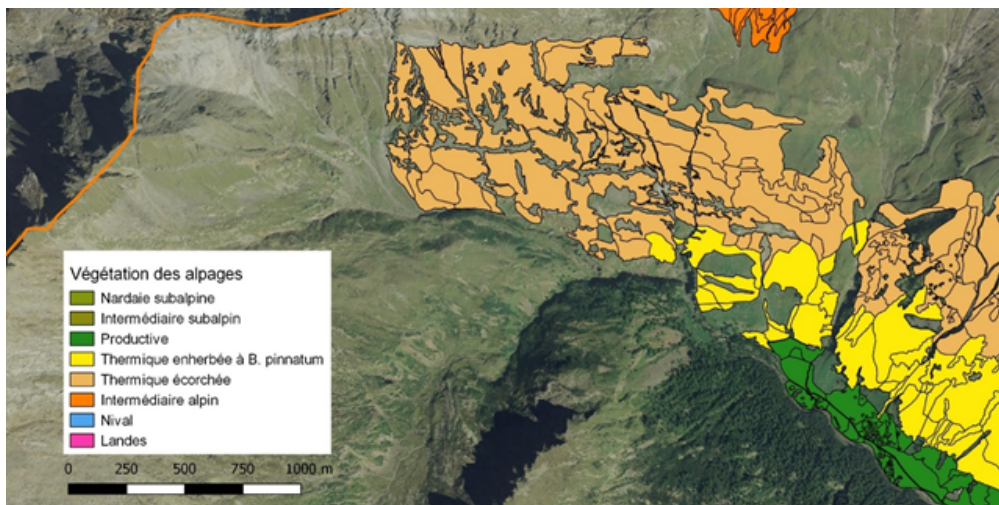 Végétation des alpages
Nardaie subalpine
Intermédiaire subalpin
Productive
Thermique enherbée à B. pinnatum
Thermique écorchée
Intermédiaire alpin
Nival
Landes
0 250 500 750 1000 m